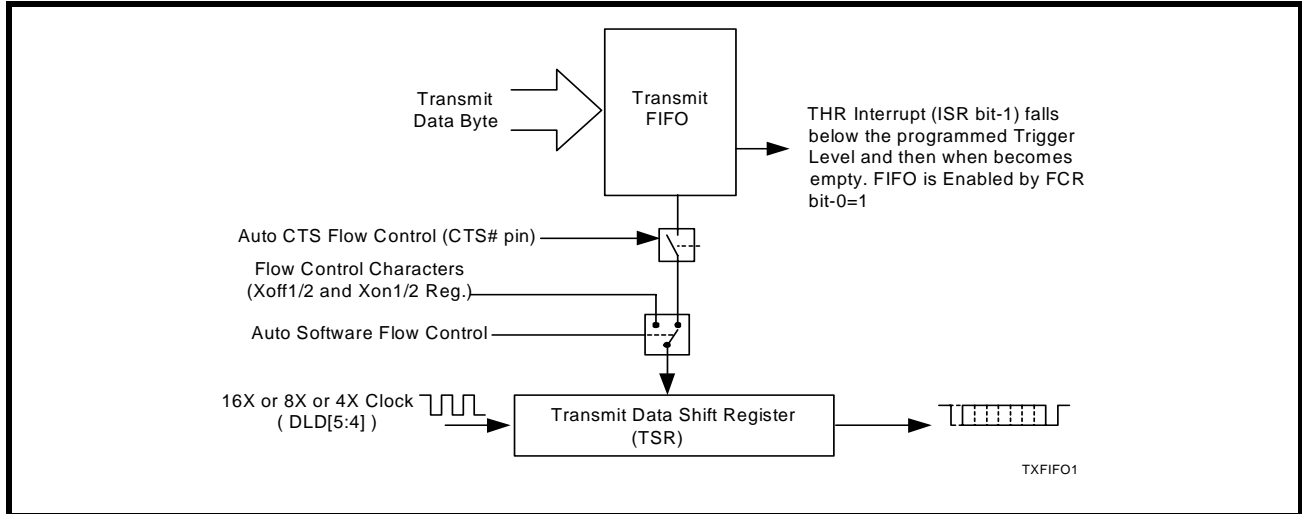 Transmit
Data Byte
Transmit
FIFO
THR Interrupt (ISR bit-1) falls
below the programmed Trigger
Level and then when becomes
empty. FIFO is Enabled by FCR
bit-0=1
Auto CTS Flow Control (CTS# pin)
Flow Control Characters
(Xoff1/2 and Xon1/2 Reg.)
Auto Software Flow Control
16X or 8X or 4X Clock
( DLD[5:4] )
Transmit Data Shift Register
(TSR)
TXFIFO1